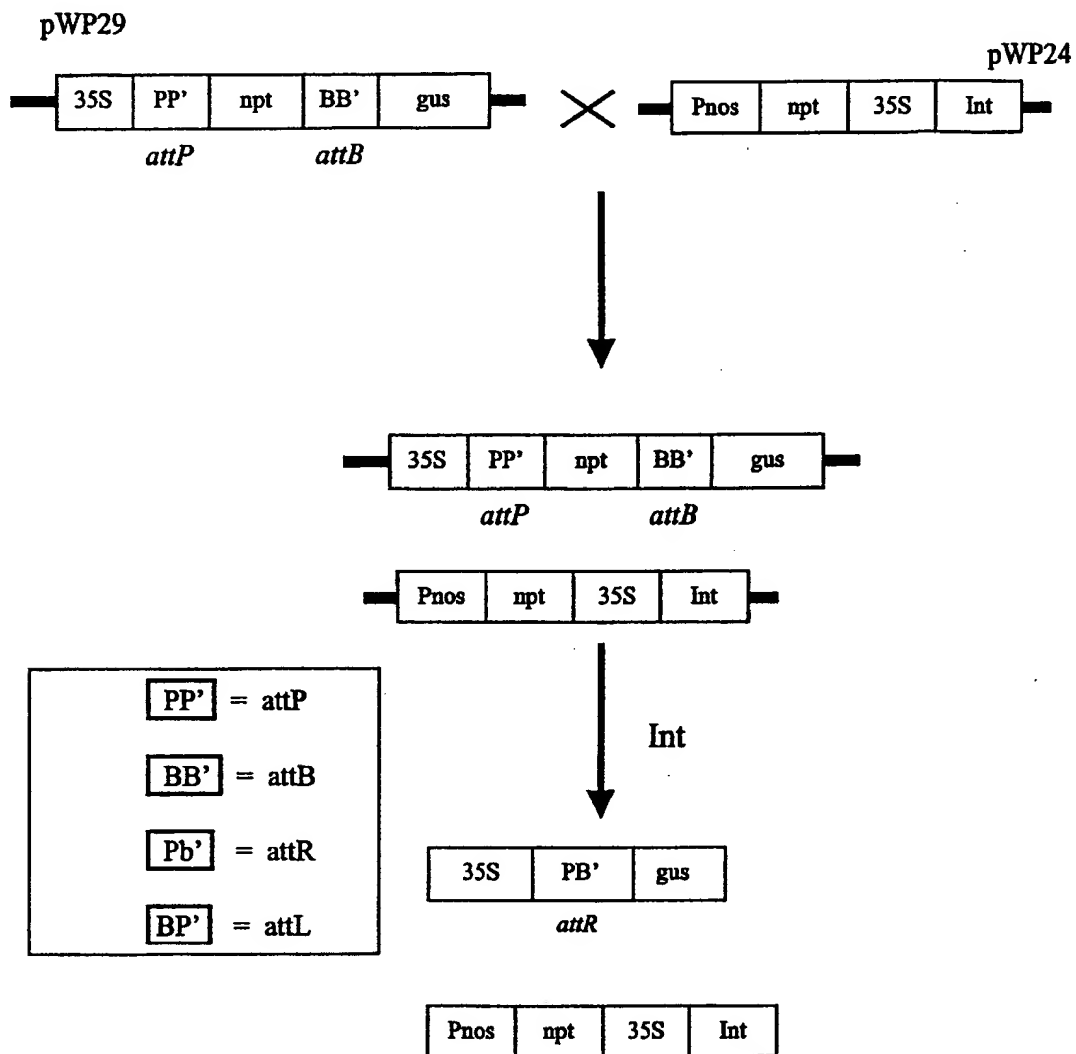 pWP29
pWP24
35S PP' npt BB' gus
Pnos npt 35S Int
attP attB
35S PP' npt BB' gus
attP attB
Pnos npt 35S Int
Int
PP' = attP
BB' = attB
Pb' = attR
BP' = attL
35S PB' gus
attR
Pnos npt 35S Int